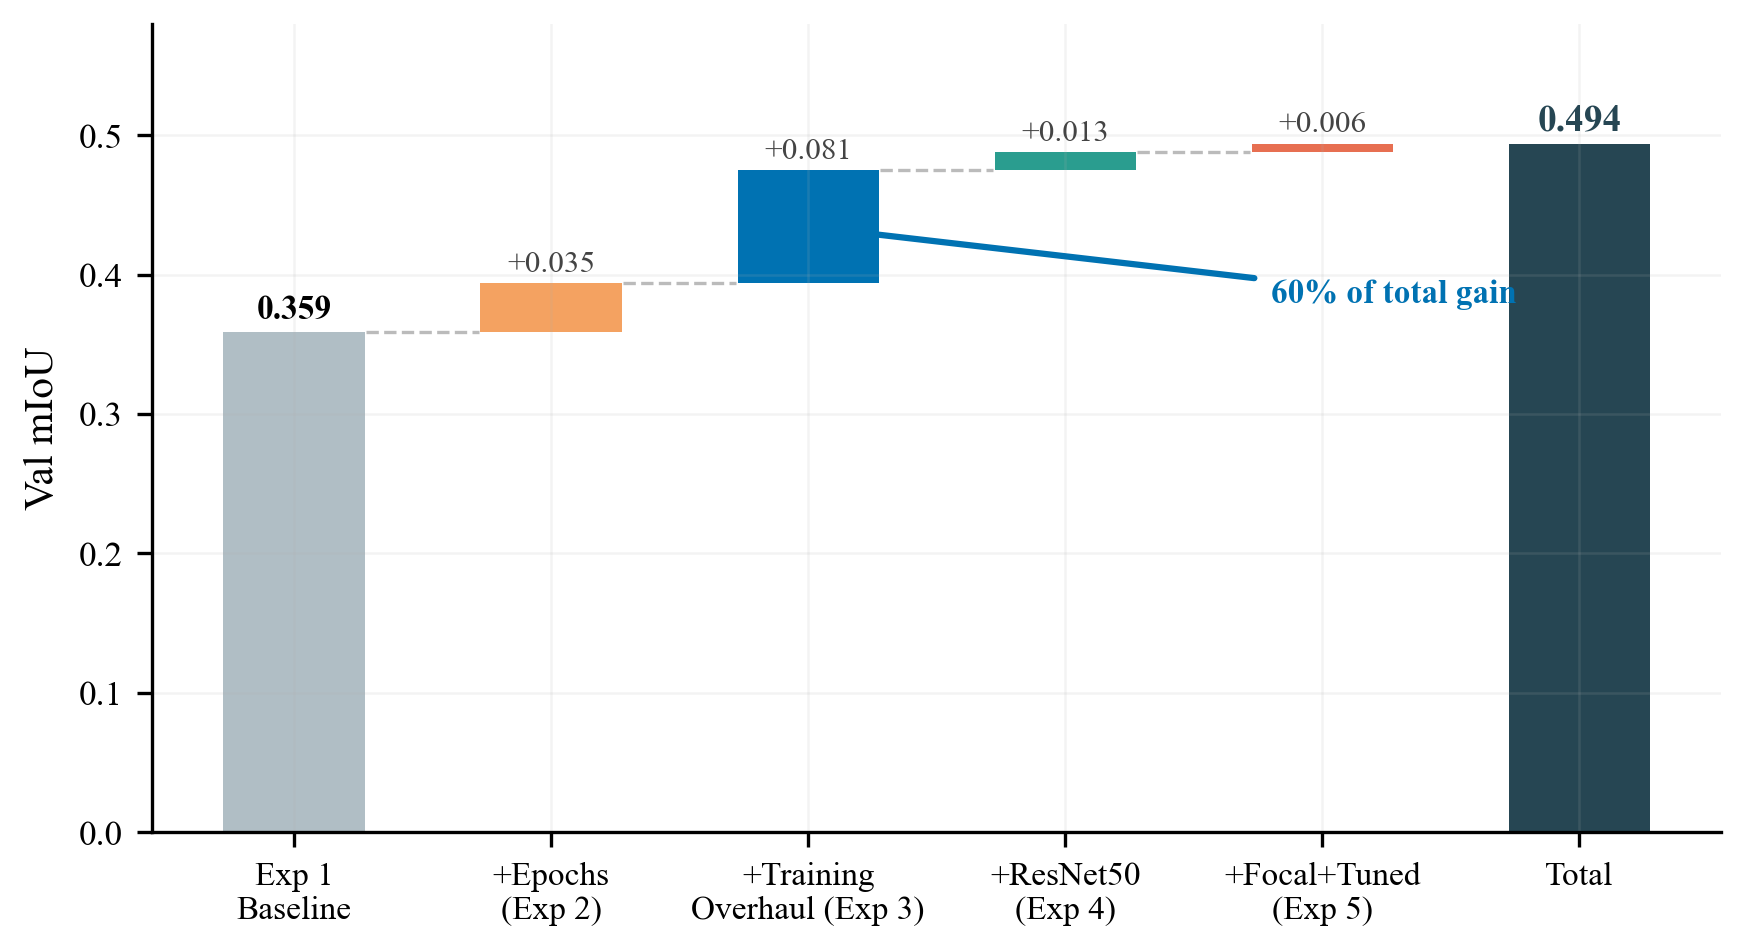 Val mIoU
0.5
0.4
0.3
0.2
0.1
0.0
0.359
+0.035
+0.081
+0.013
+0.006
0.494
60% of total gain
Exp 1
Baseline
+Epochs
(Exp 2)
+Training
Overhaul (Exp 3)
+ResNet50
(Exp 4)
+Focal+Tuned
(Exp 5)
Total